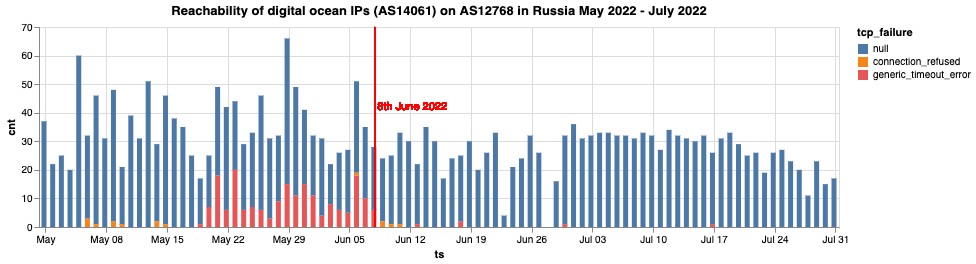 Reachability of digital ocean IPs (AS14061) on AS12768 in Russia May 2022 - July 2022
tcp_failure
null
connection_refused
generic_timeout_error
70
60
50
40
30
20
10
0
cnt
8th June 2022
May
May 08
May 15
May 22
May 29
Jun 05
Jun 12
Jun 19
Jun 26
Jul 03
Jul 10
Jul 17
Jul 24
Jul 31
ts